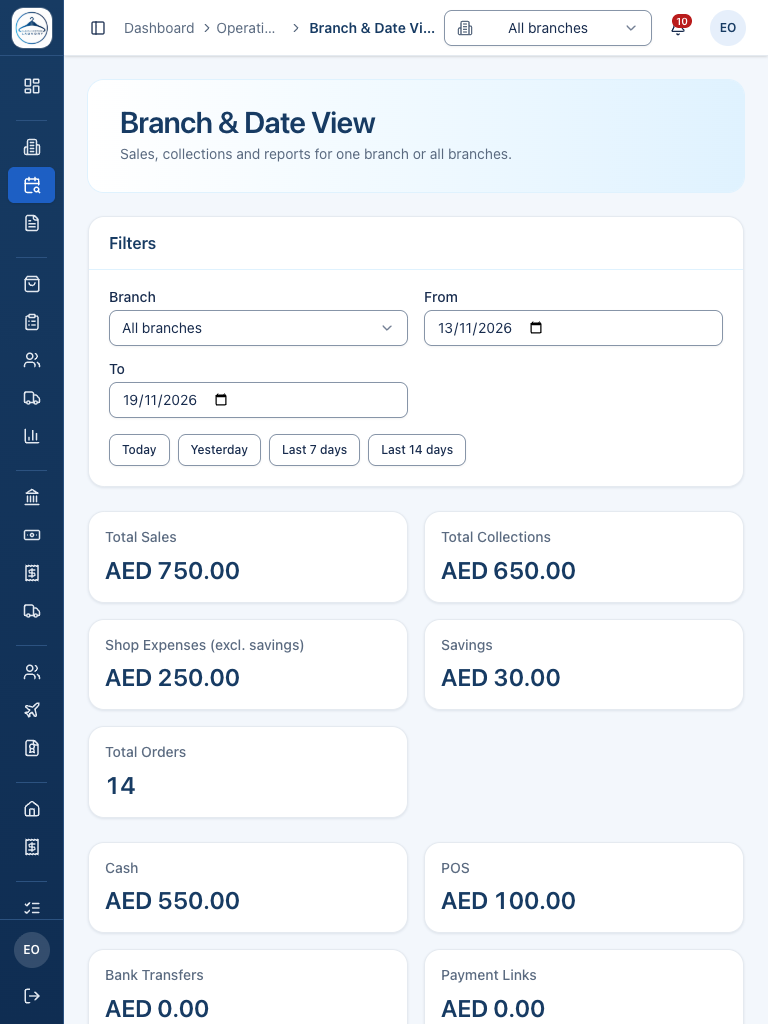 Dashboard > Operati... > Branch & Date Vi...
All branches
10
EO
Branch & Date View
Sales, collections and reports for one branch or all branches.
Filters
Branch
From
All branches
13/11/2026
To
19/11/2026
Today
Yesterday
Last 7 days
Last 14 days
Total Sales
Total Collections
AED 750.00
AED 650.00
Shop Expenses (excl. savings)
Savings
AED 250.00
AED 30.00
Total Orders
14
Cash
POS
AED 550.00
AED 100.00
EO
Bank Transfers
Payment Links
AED 0.00
AED 0.00